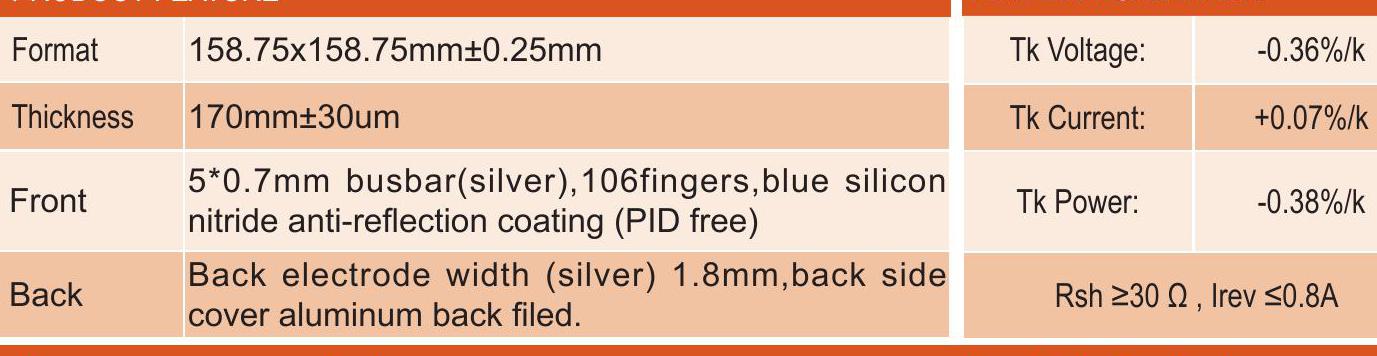 Format
158.75x158.75mm±0.25mm
Thickness
170mm±30um
Front
5*0.7mm busbar(silver),106fingers,blue silicon
nitride anti-reflection coating (PID free)
Back
Back electrode width (silver) 1.8mm,back side
cover aluminum back filed.
Tk Voltage:
-0.36%/k
Tk Current:
+0.07%/k
Tk Power:
-0.38%/k
Rsh ≥30 Ω , Irev ≤0.8A